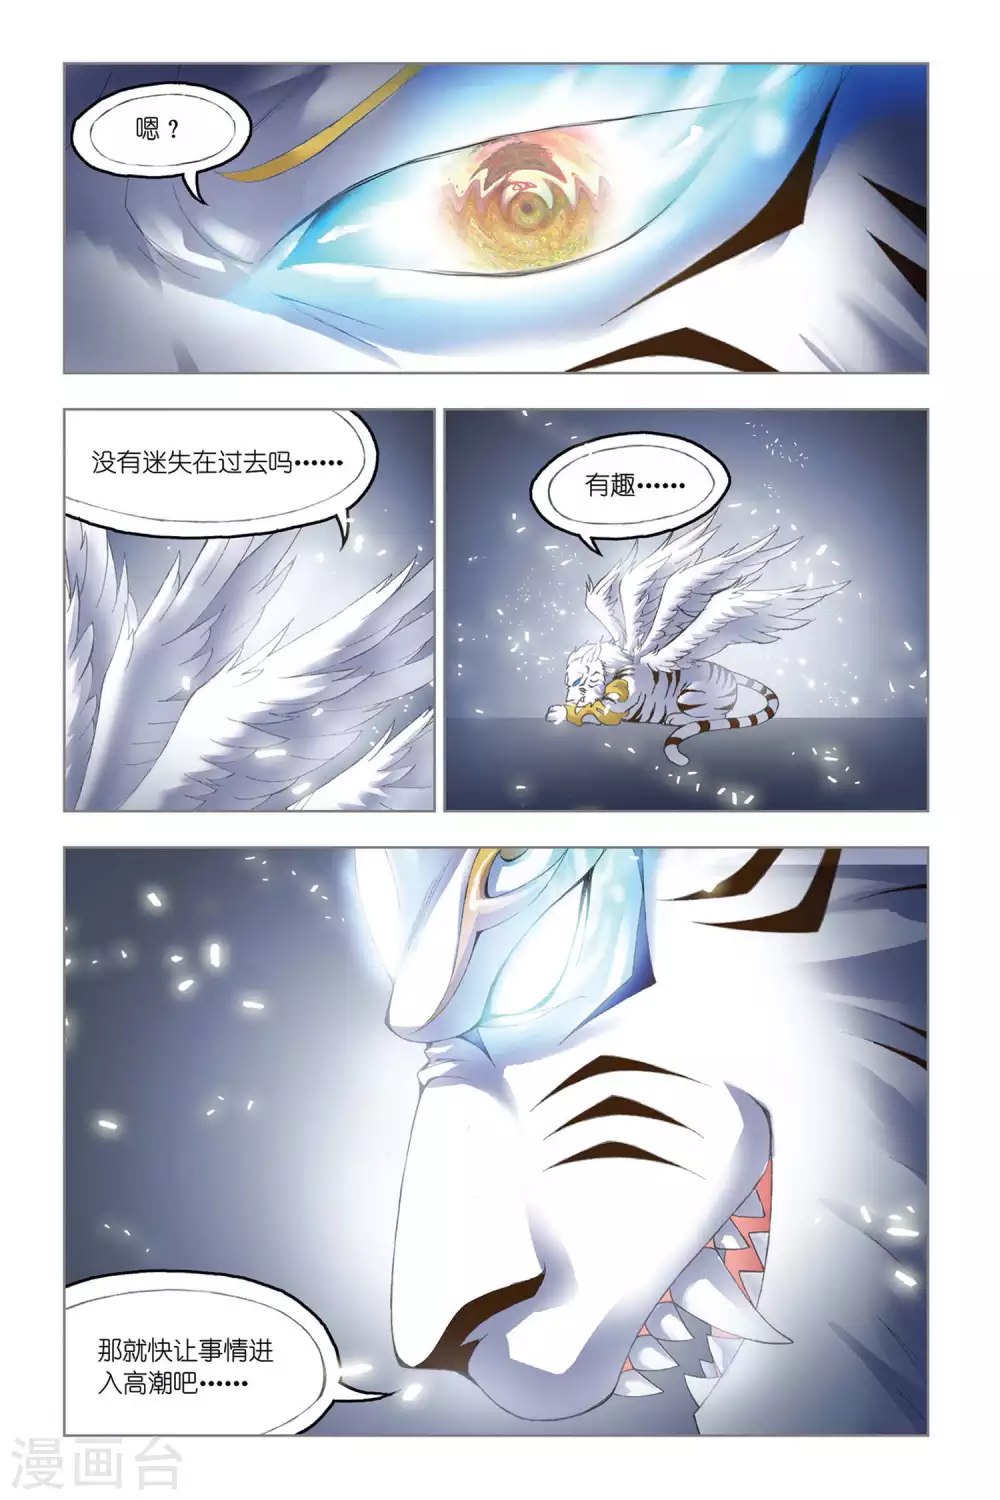 嗯？
没有迷失在过去吗……
有趣……
那就快让事情进
入高潮吧……
漫画台